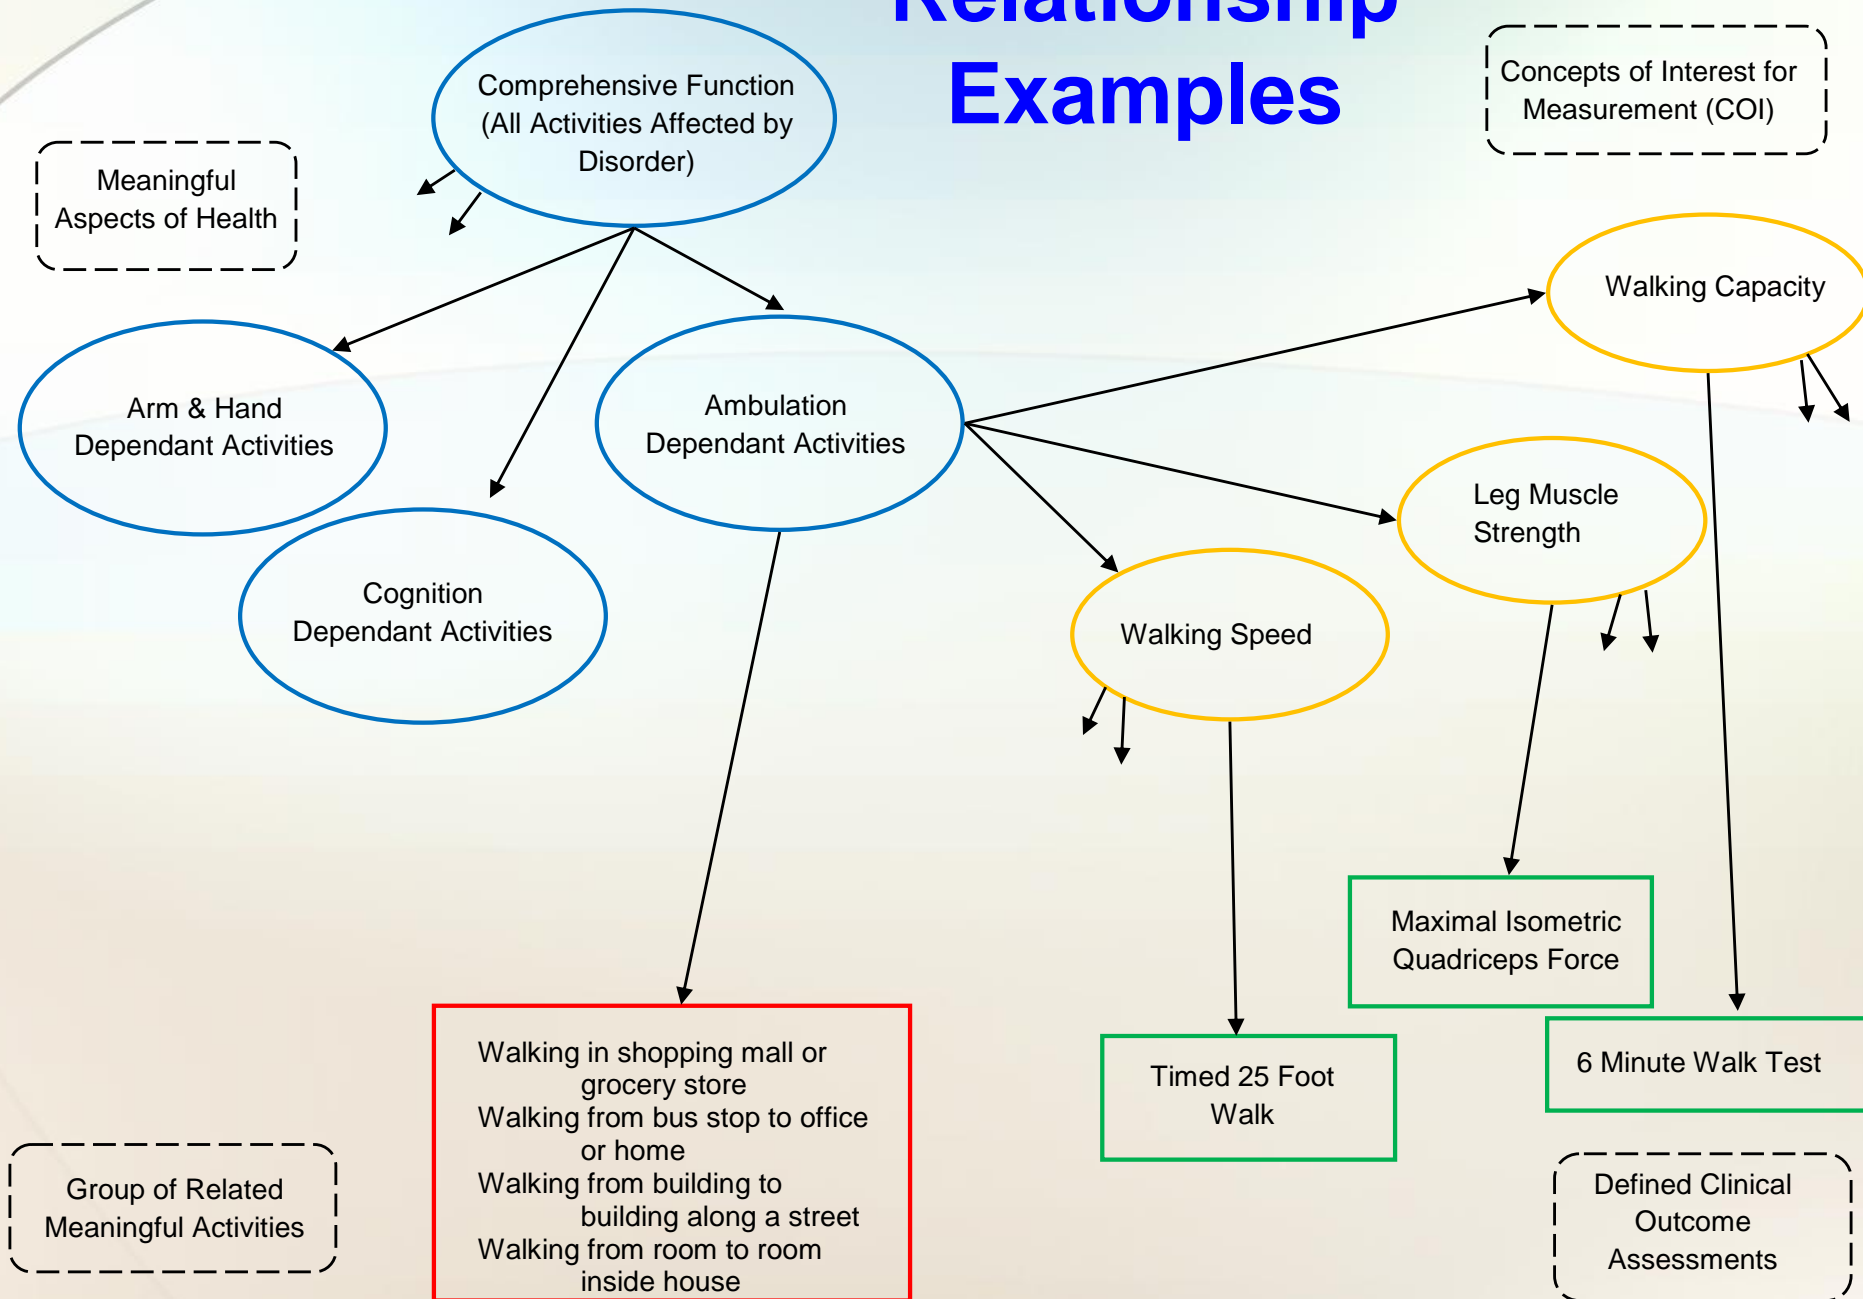 Relationship
Examples
Concepts of Interest for
Measurement (COI)
Comprehensive Function
(All Activities Affected by
Disorder)
Meaningful
Aspects of Health
Walking Capacity
Arm & Hand
Dependant Activities
Ambulation
Dependant Activities
Leg Muscle
Strength
Cognition
Dependant Activities
Walking Speed
Maximal Isometric
Quadriceps Force
Walking in shopping mall or
grocery store
Walking from bus stop to office
or home
Walking from building to
building along a street
Walking from room to room
inside house
Timed 25 Foot
Walk
6 Minute Walk Test
Group of Related
Meaningful Activities
Defined Clinical
Outcome
Assessments